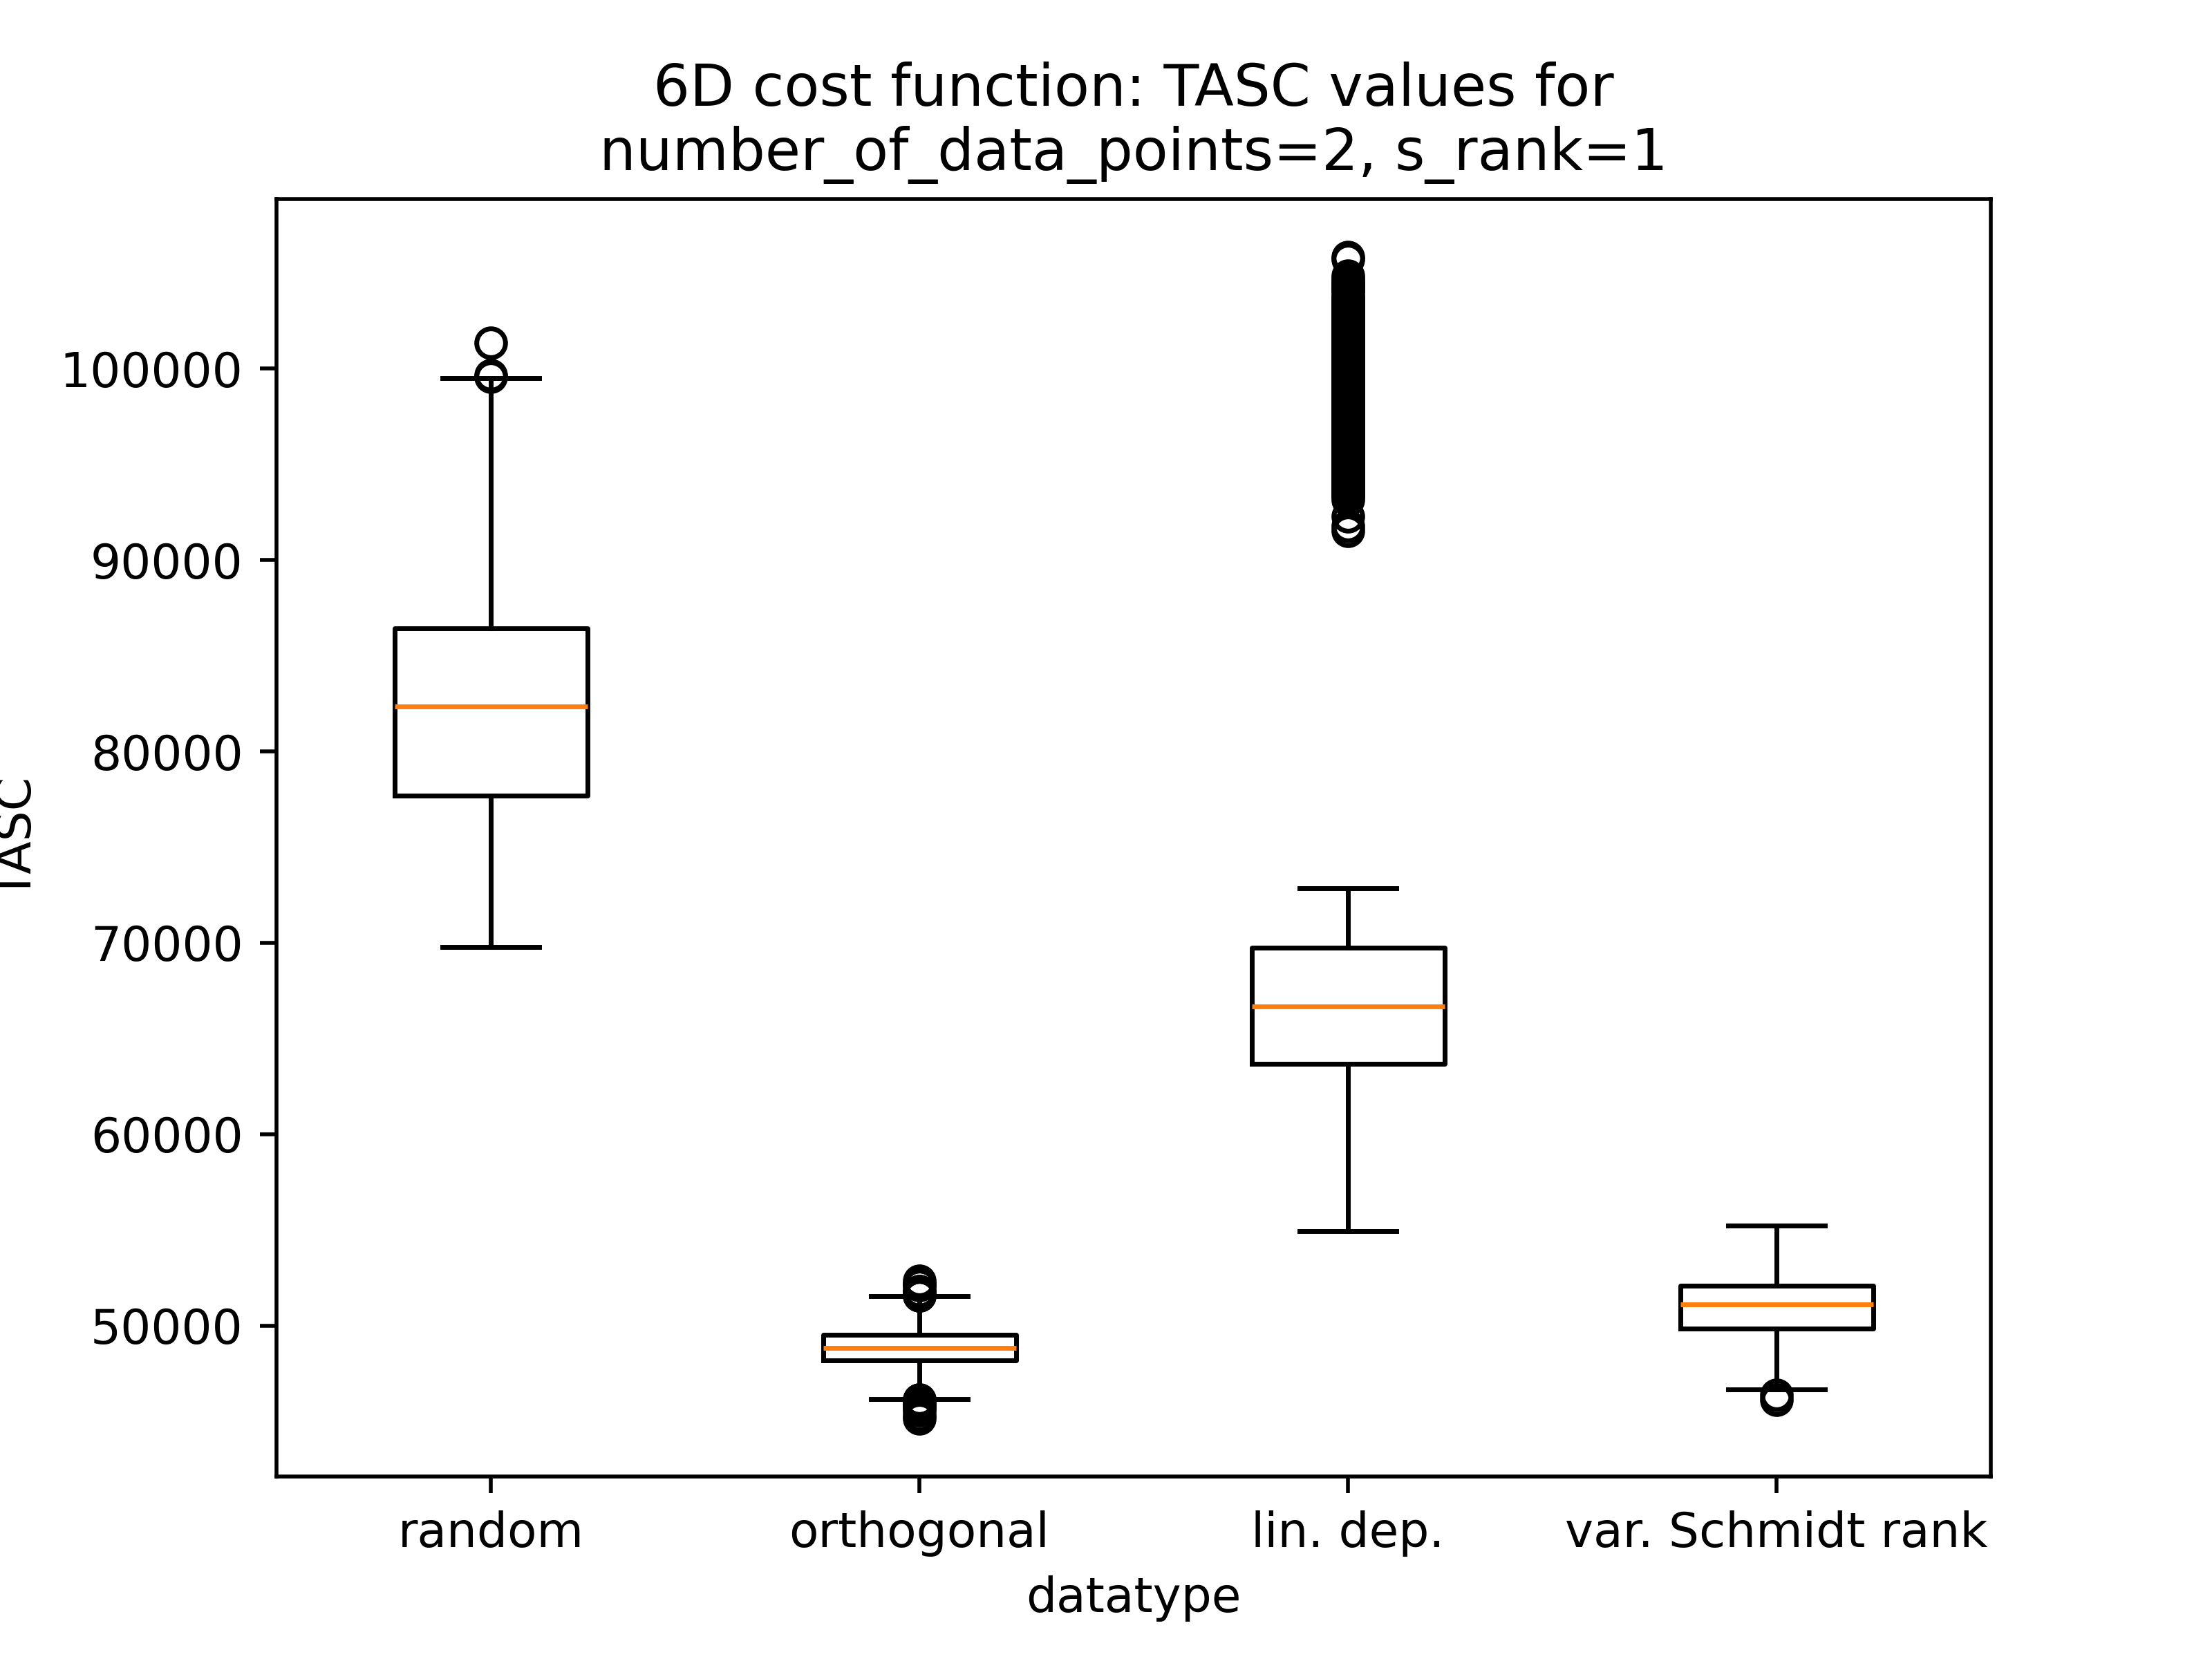 6D cost function: TASC values for
number_of_data_points=2, s_rank=1
100000
90000
80000
70000
60000
50000
TASC
random
orthogonal
lin. dep.
var. Schmidt rank
datatype